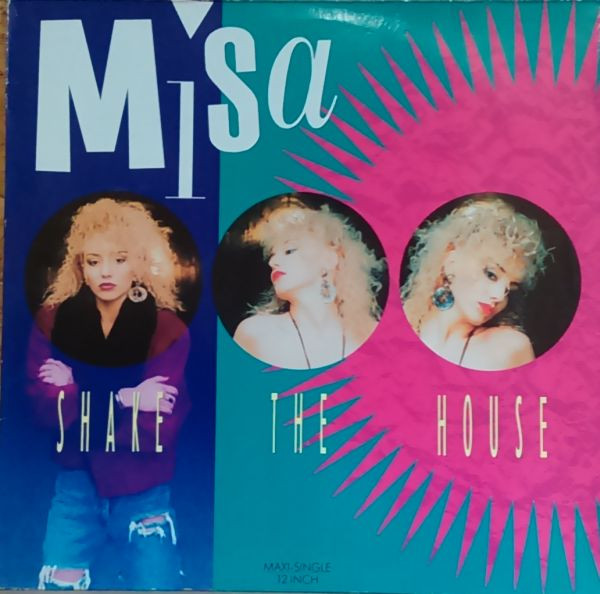 Misa
SHAKE THE HOUSE
MAXI-SINGLE
12 INCH